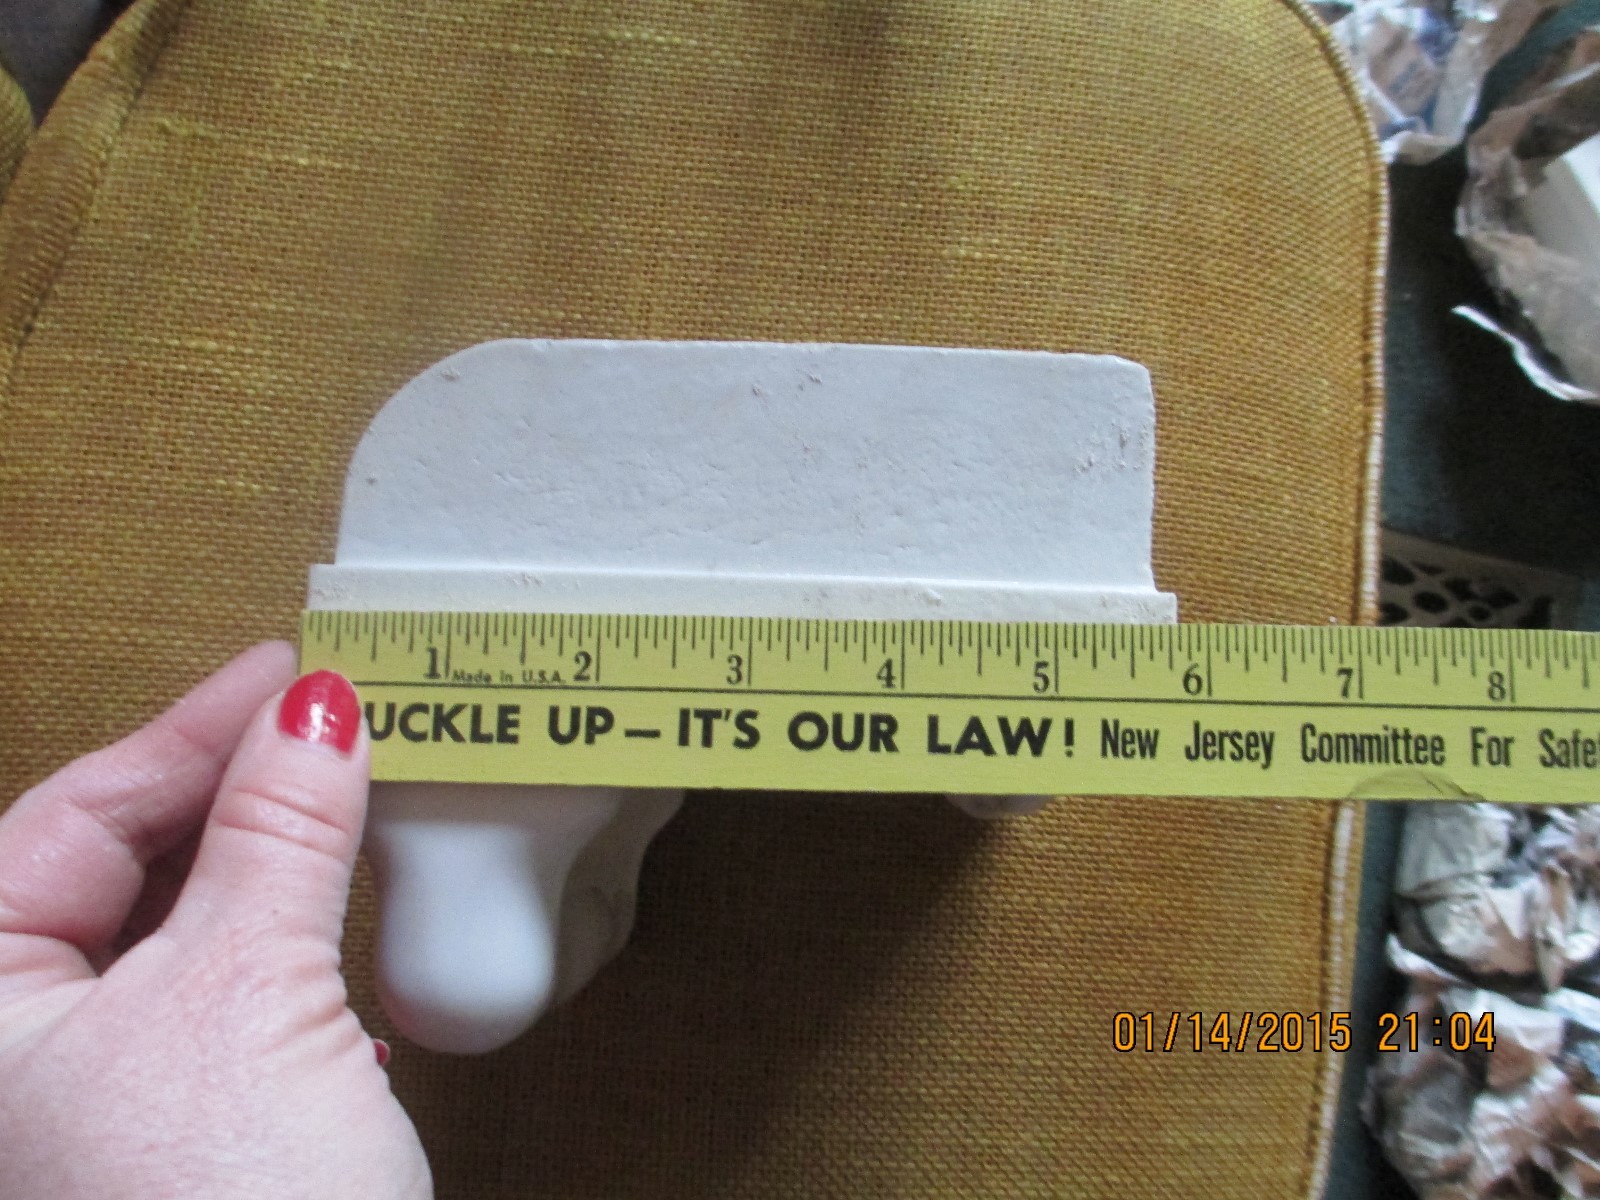 1 Made in U.S.A. 2 3 4 5 6 7 8
UCKLE UP — IT'S OUR LAW! New Jersey Committee For Safe
01/14/2015 21:04